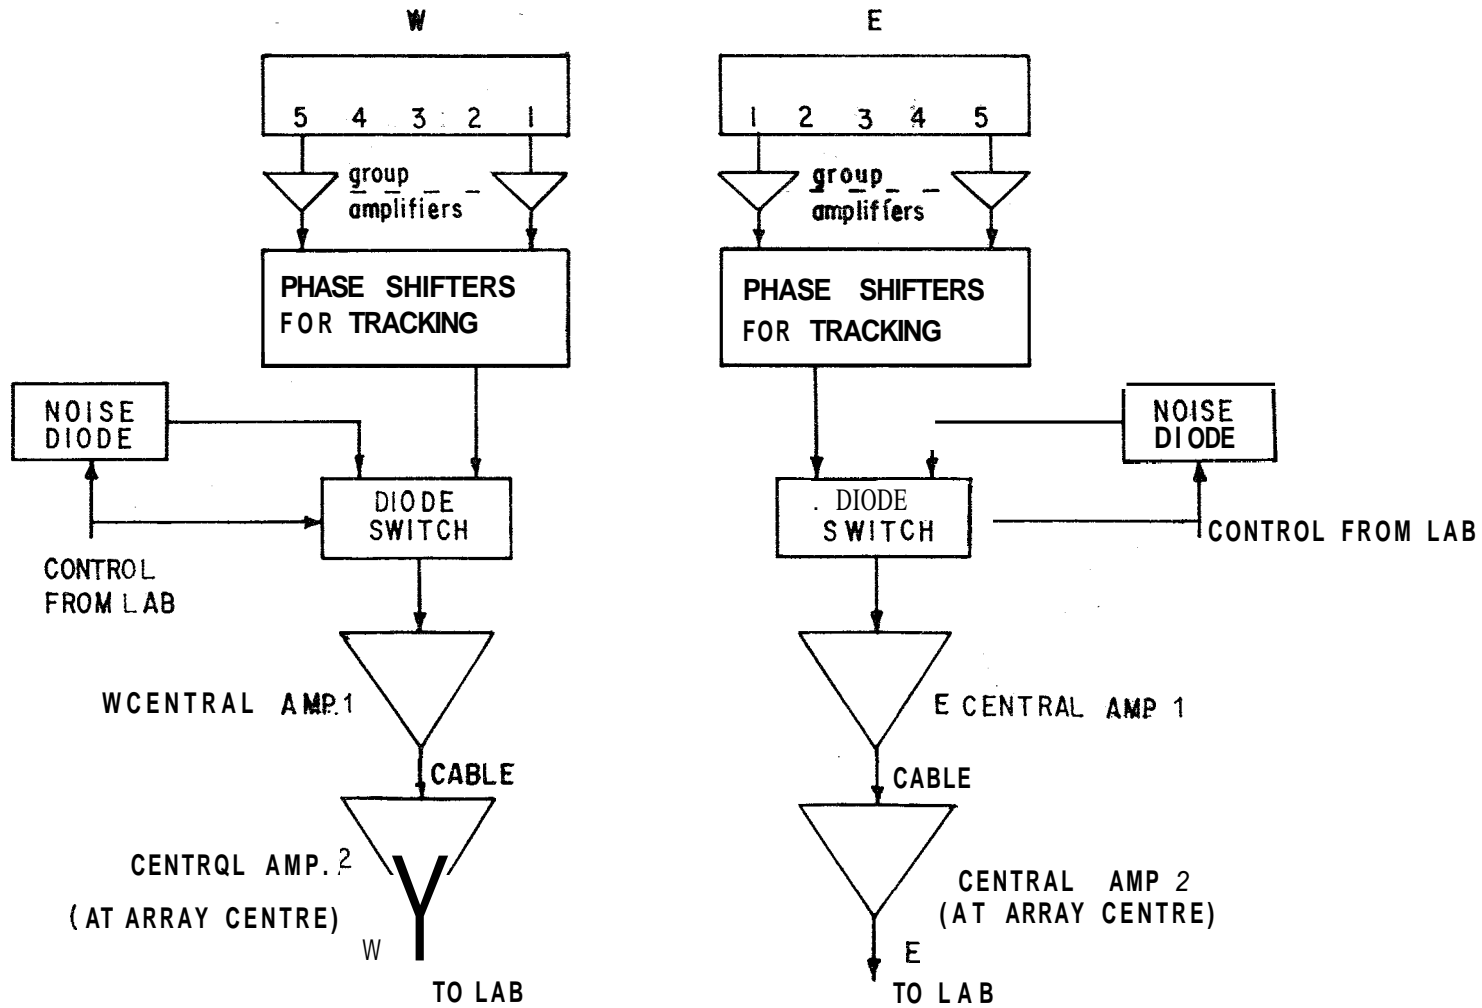 W
5 4 3 2 1
group
amplifiers
PHASE SHIFTERS
FOR TRACKING
NOISE
DIODE
DIODE
SWITCH
CONTROL
FROM LAB
WCENTRAL AMP.1
CABLE
CENTRQL AMP. 2
(AT ARRAY CENTRE)
W
TO LAB
E
1 2 3 4 5
group
amplifiers
PHASE SHIFTERS
FOR TRACKING
NOISE
DIODE
. DIODE
SWITCH
CONTROL FROM LAB
E CENTRAL AMP 1
CABLE
CENTRAL AMP 2
(AT ARRAY CENTRE)
E
TO LAB